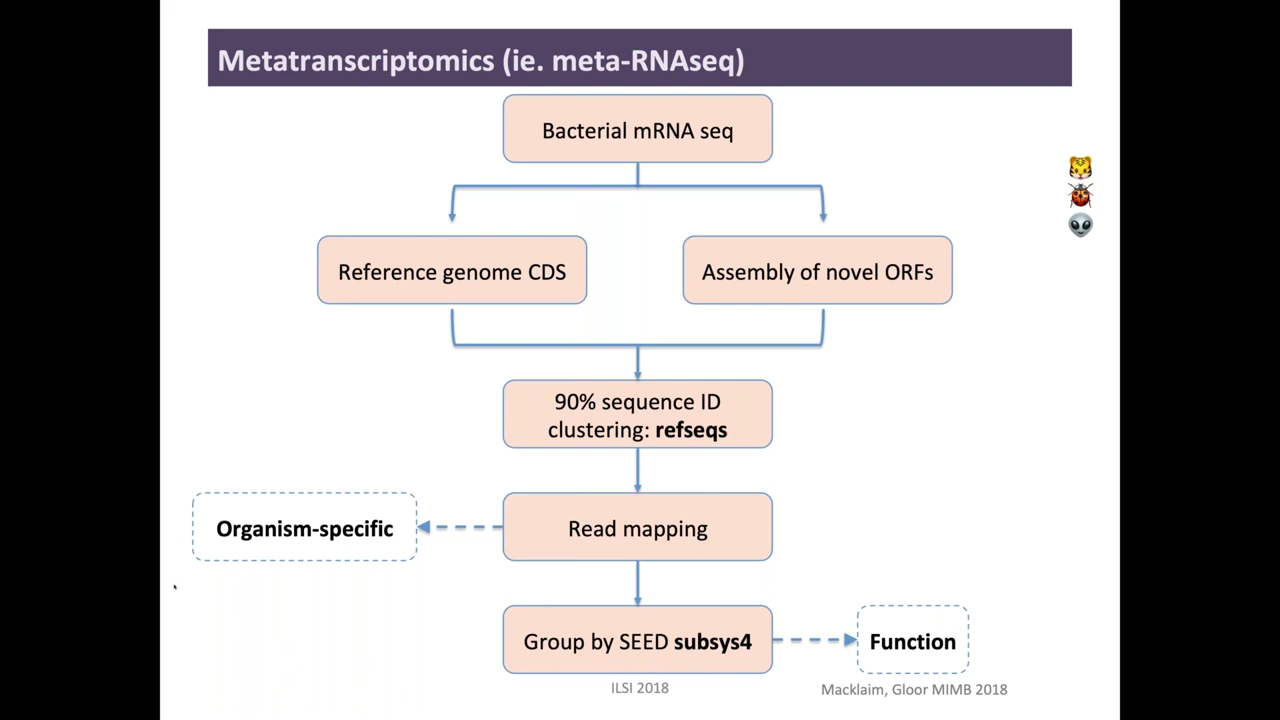 Metatranscriptomics (ie. meta-RNAseq)
Bacterial mRNA seq
Reference genome CDS
Assembly of novel ORFs
90% sequence ID
clustering: refseqs
Organism-specific
Read mapping
Group by SEED subsys4
Function
ILSI 2018
Macklaim, Gloor MIMB 2018